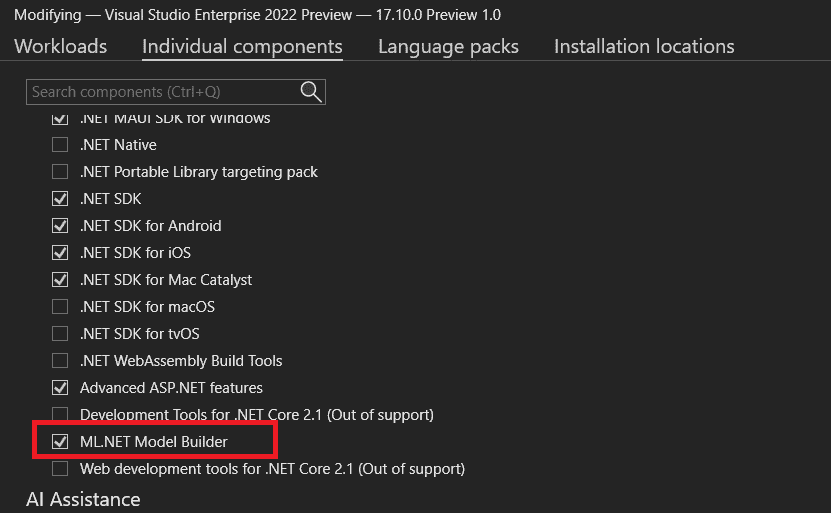 Modifying — Visual Studio Enterprise 2022 Preview — 17.10.0 Preview 1.0
Workloads Individual components Language packs Installation locations
Search components (Ctrl+Q)
.NET MAUI SDK for Windows
.NET Native
.NET Portable Library targeting pack
.NET SDK
.NET SDK for Android
.NET SDK for iOS
.NET SDK for Mac Catalyst
.NET SDK for macOS
.NET SDK for tvOS
.NET WebAssembly Build Tools
Advanced ASP.NET features
Development Tools for .NET Core 2.1 (Out of support)
ML.NET Model Builder
Web development tools for .NET Core 2.1 (Out of support)
AI Assistance